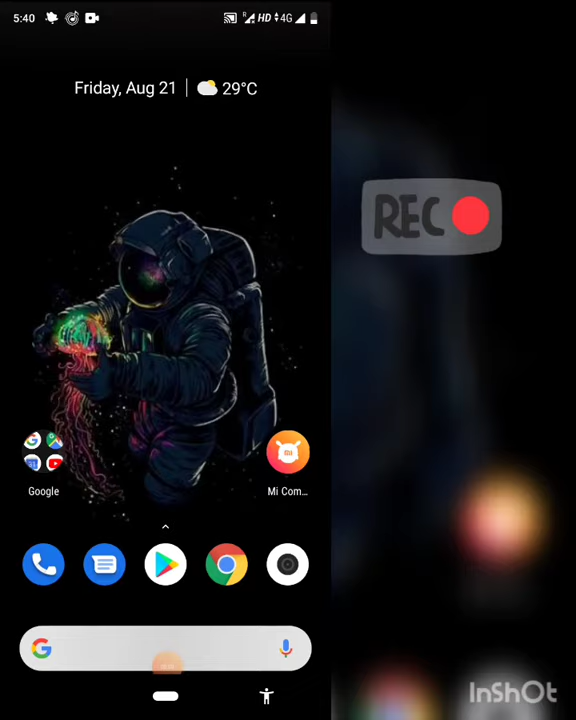 5:40
R HD 4G
Friday, Aug 21
29°C
REC
Google
Mi Com...
InShOt